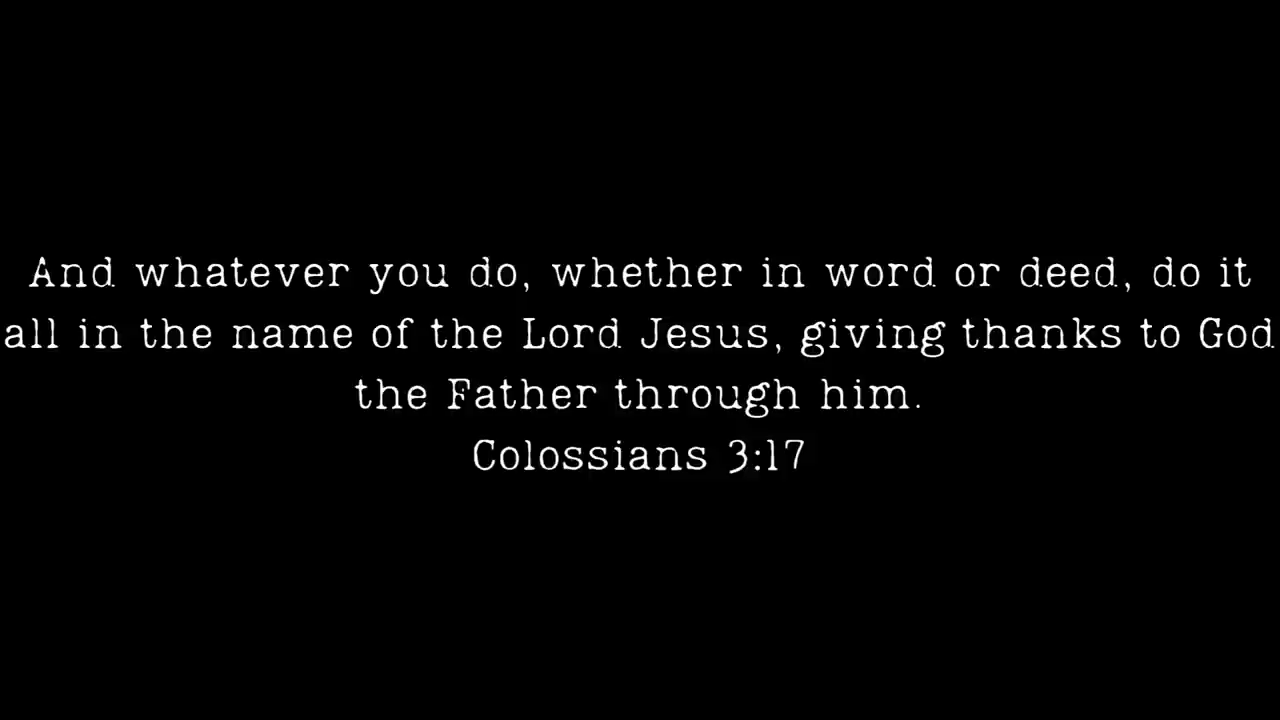 And whatever you do, whether in word or deed, do it
all in the name of the Lord Jesus, giving thanks to God
the Father through him.
Colossians 3:17